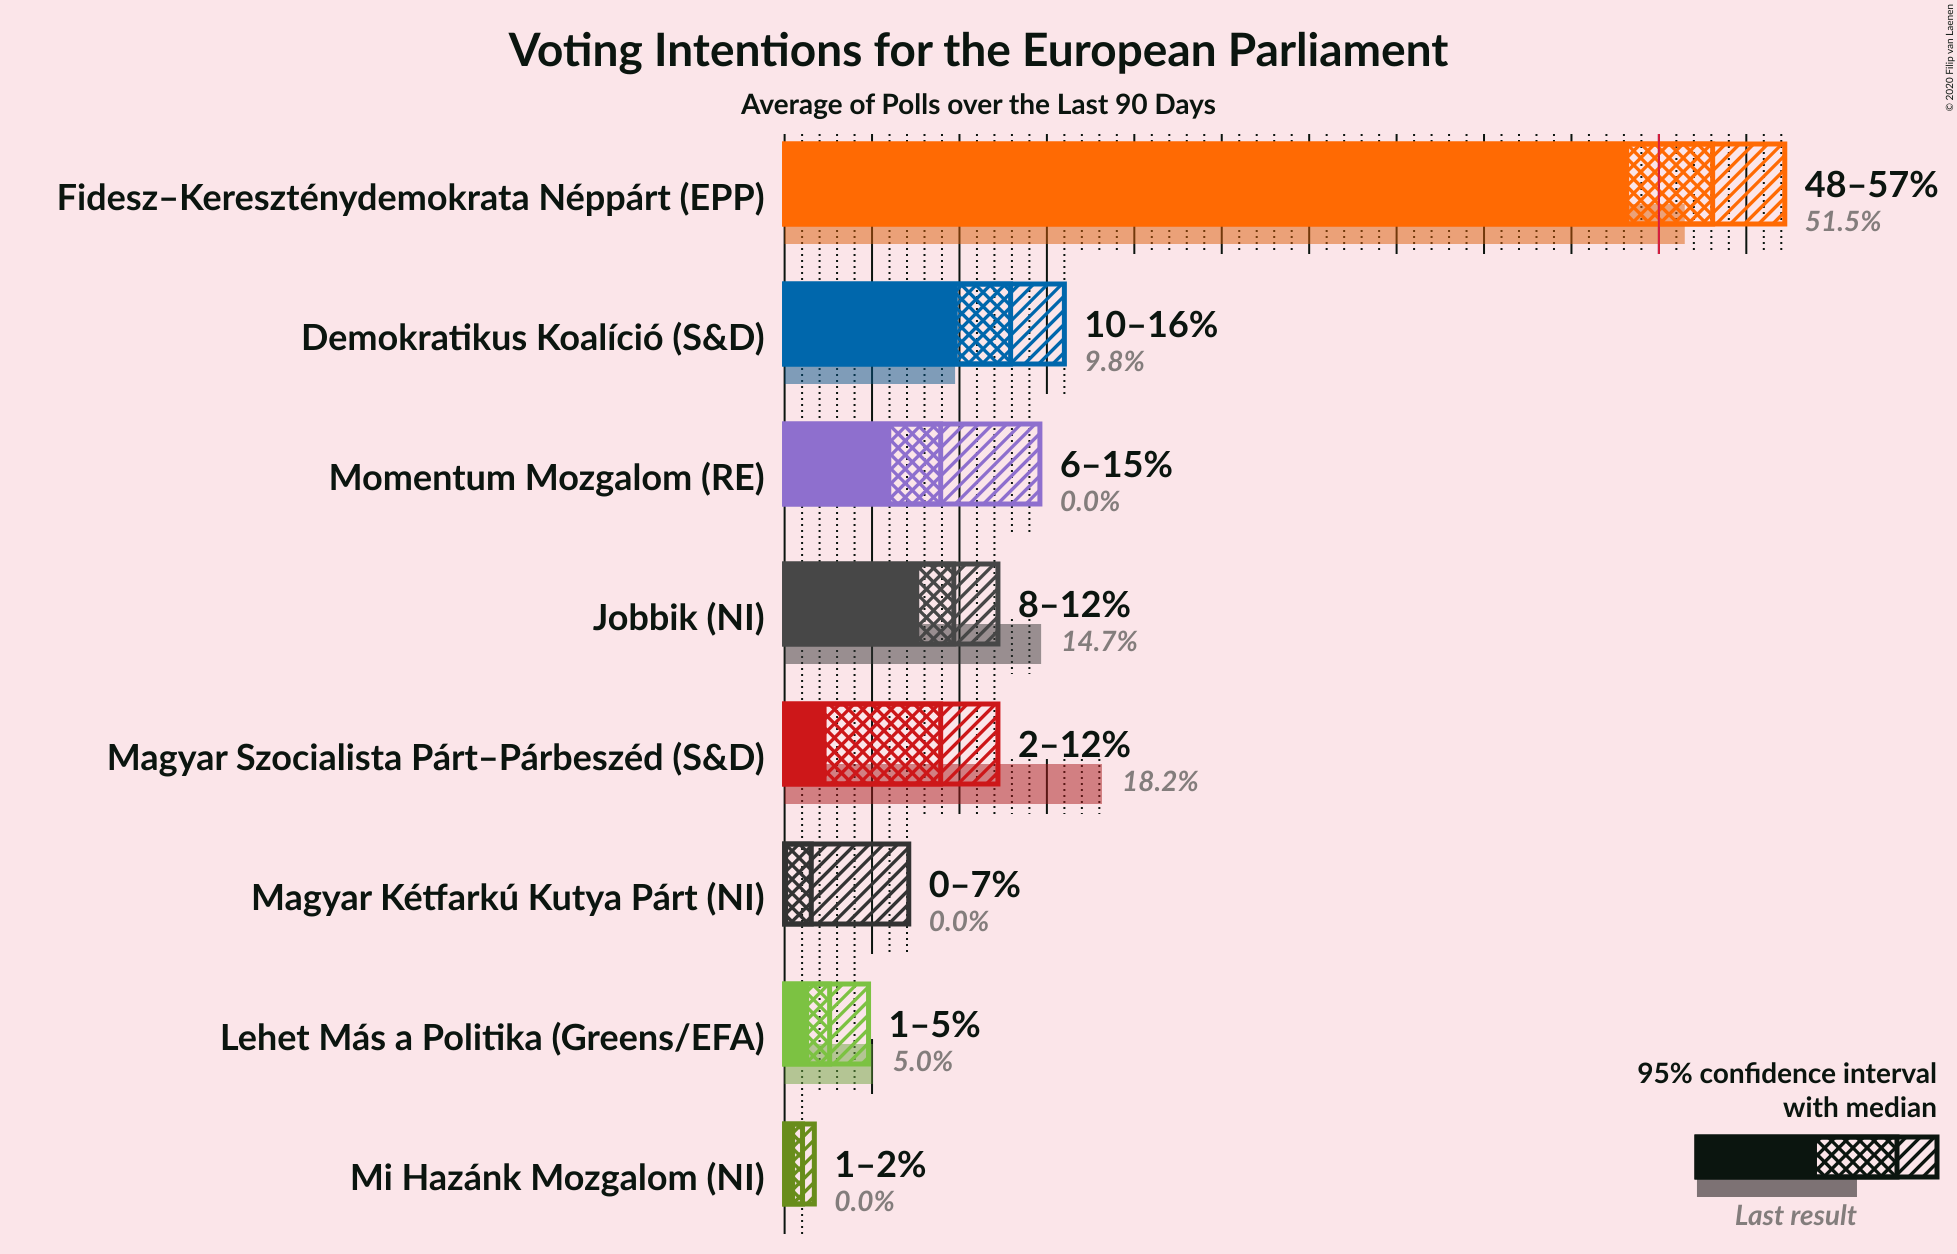 Voting Intentions for the European Parliament
Average of Polls over the Last 90 Days
Fidesz–Kereszténydemokrata Néppárt (EPP)
48–57%
51.5%
Demokratikus Koalíció (S&D)
10–16%
9.8%
Momentum Mozgalom (RE)
6–15%
0.0%
Jobbik (NI)
8–12%
14.7%
Magyar Szocialista Párt–Párbeszéd (S&D)
2–12%
18.2%
Magyar Kétfarkú Kutya Párt (NI)
0–7%
0.0%
Lehet Más a Politika (Greens/EFA)
1–5%
5.0%
Mi Hazánk Mozgalom (NI)
1–2%
0.0%
95% confidence interval
with median
Last result
© 2020 Filip van Laenen